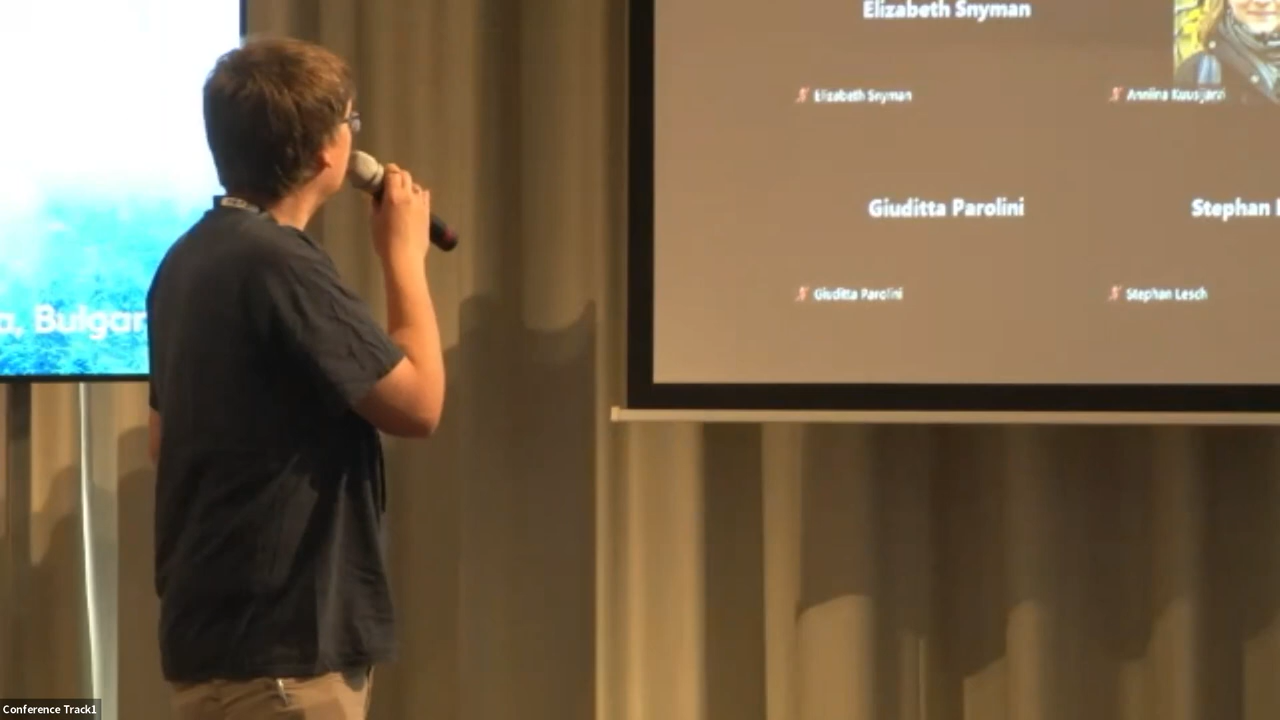 Elizabeth Snyman
Elizabeth Snyman
Anniina Kuusijärvi
Giuditta Parolini
Stephan
Giuditta Parolini
Stephan Lesch
a, Bulgar
Conference Track1